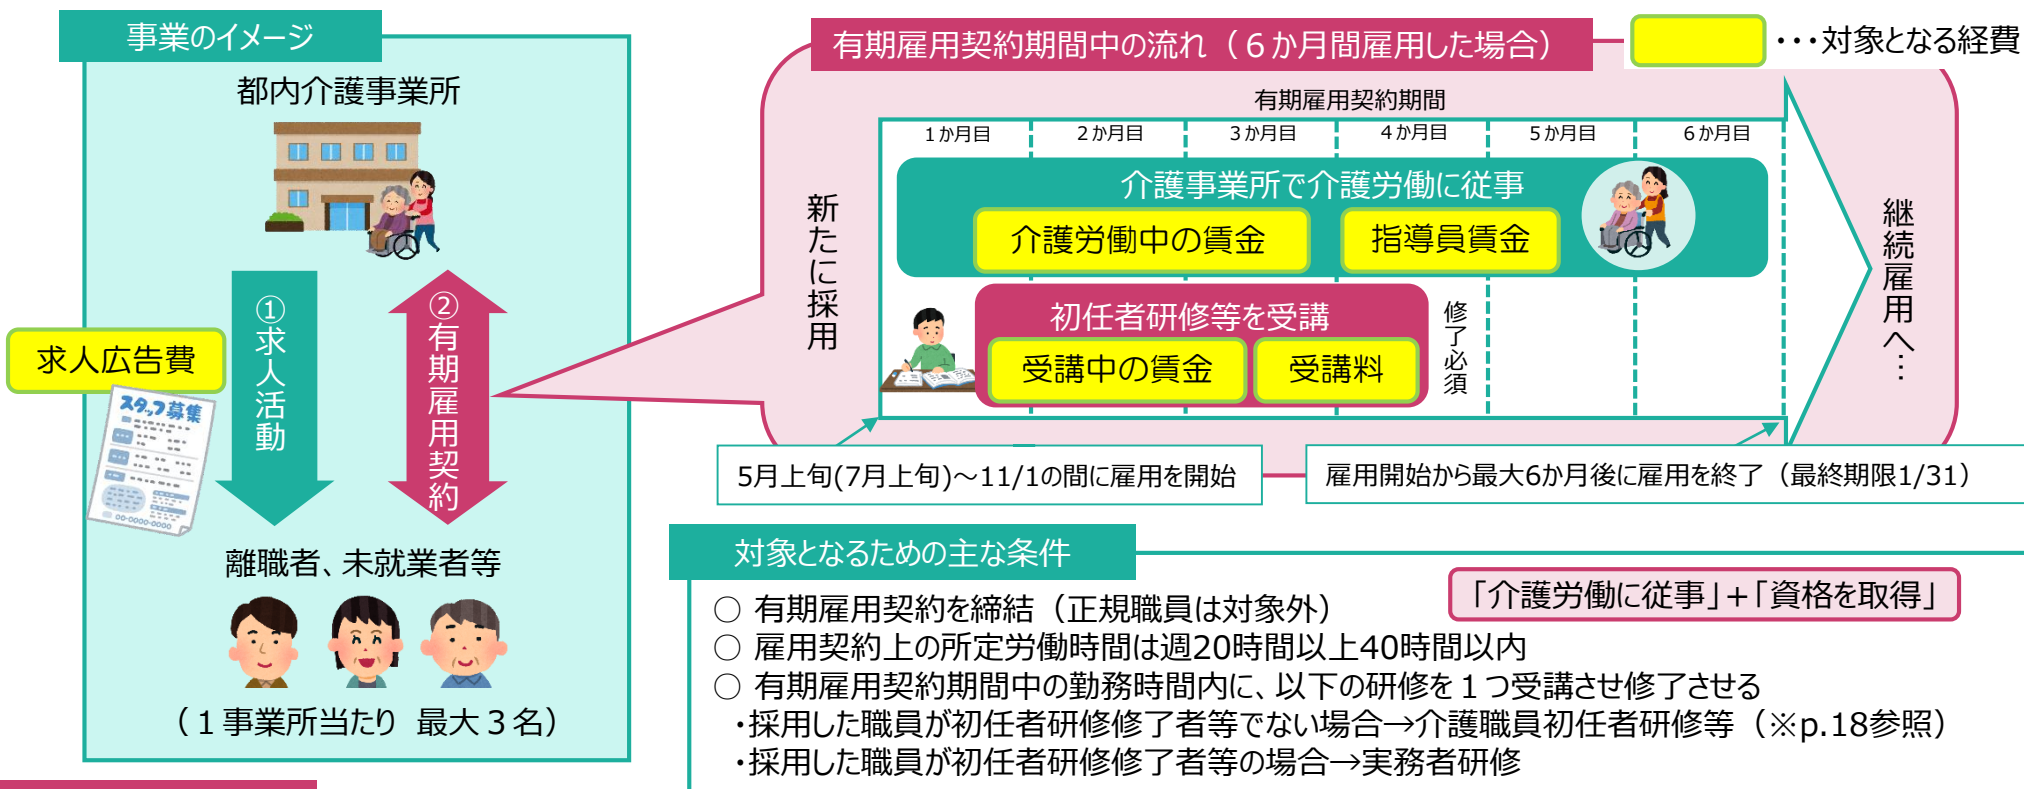 事業のイメージ
都内介護事業所
①求人活動
②有期雇用契約
求人広告費
スタッフ募集
00-0000-0000
離職者、未就業者等
（１事業所当たり 最大３名）
有期雇用契約期間中の流れ（６か月間雇用した場合）
・・・対象となる経費
有期雇用契約期間
1か月目 2か月目 3か月目 4か月目 5か月目 6か月目
新たに採用
介護事業所で介護労働に従事
介護労働中の賃金 指導員賃金
初任者研修等を受講
受講中の賃金 受講料
修了必須
継続雇用へ…
5月上旬(7月上旬)～11/1の間に雇用を開始
雇用開始から最大6か月後に雇用を終了（最終期限1/31）
対象となるための主な条件
「介護労働に従事」＋「資格を取得」
○ 有期雇用契約を締結（正規職員は対象外）
○ 雇用契約上の所定労働時間は週20時間以上40時間以内
○ 有期雇用契約期間中の勤務時間内に、以下の研修を１つ受講させ修了させる
・採用した職員が初任者研修修了者等でない場合→介護職員初任者研修等（※p.18参照）
・採用した職員が初任者研修修了者等の場合→実務者研修